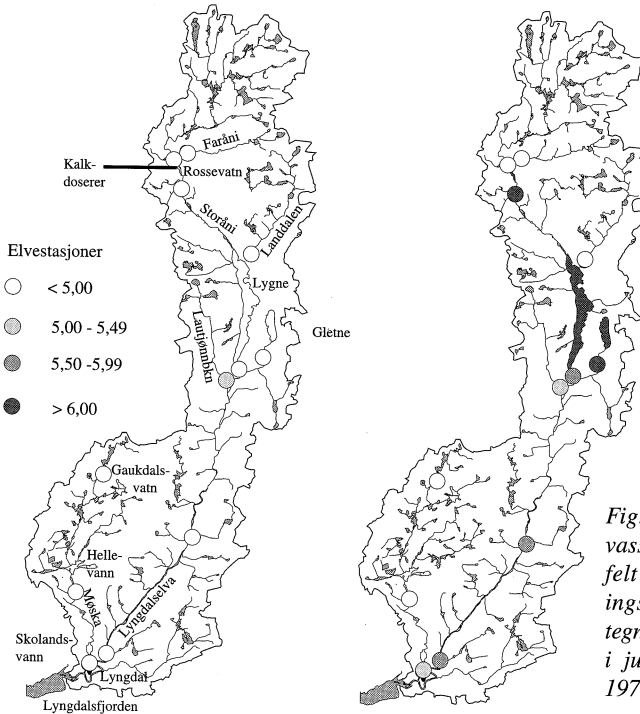 Faråni
Kalk-
doserer
Rossevatn
Storåni
Landdalen
Elvestasjoner
< 5,00
5,00 - 5,49
5,50 -5,99
> 6,00
Lygne
Lautjønnbkn
Gletne
Gaukdals-
vatn
Helle-
vann
Møska
Lyngdalselva
Skolands-
vann
Lyngdal
Lyngdalsfjorden
Fig
vass
felt
ings
tegn
i ju
197